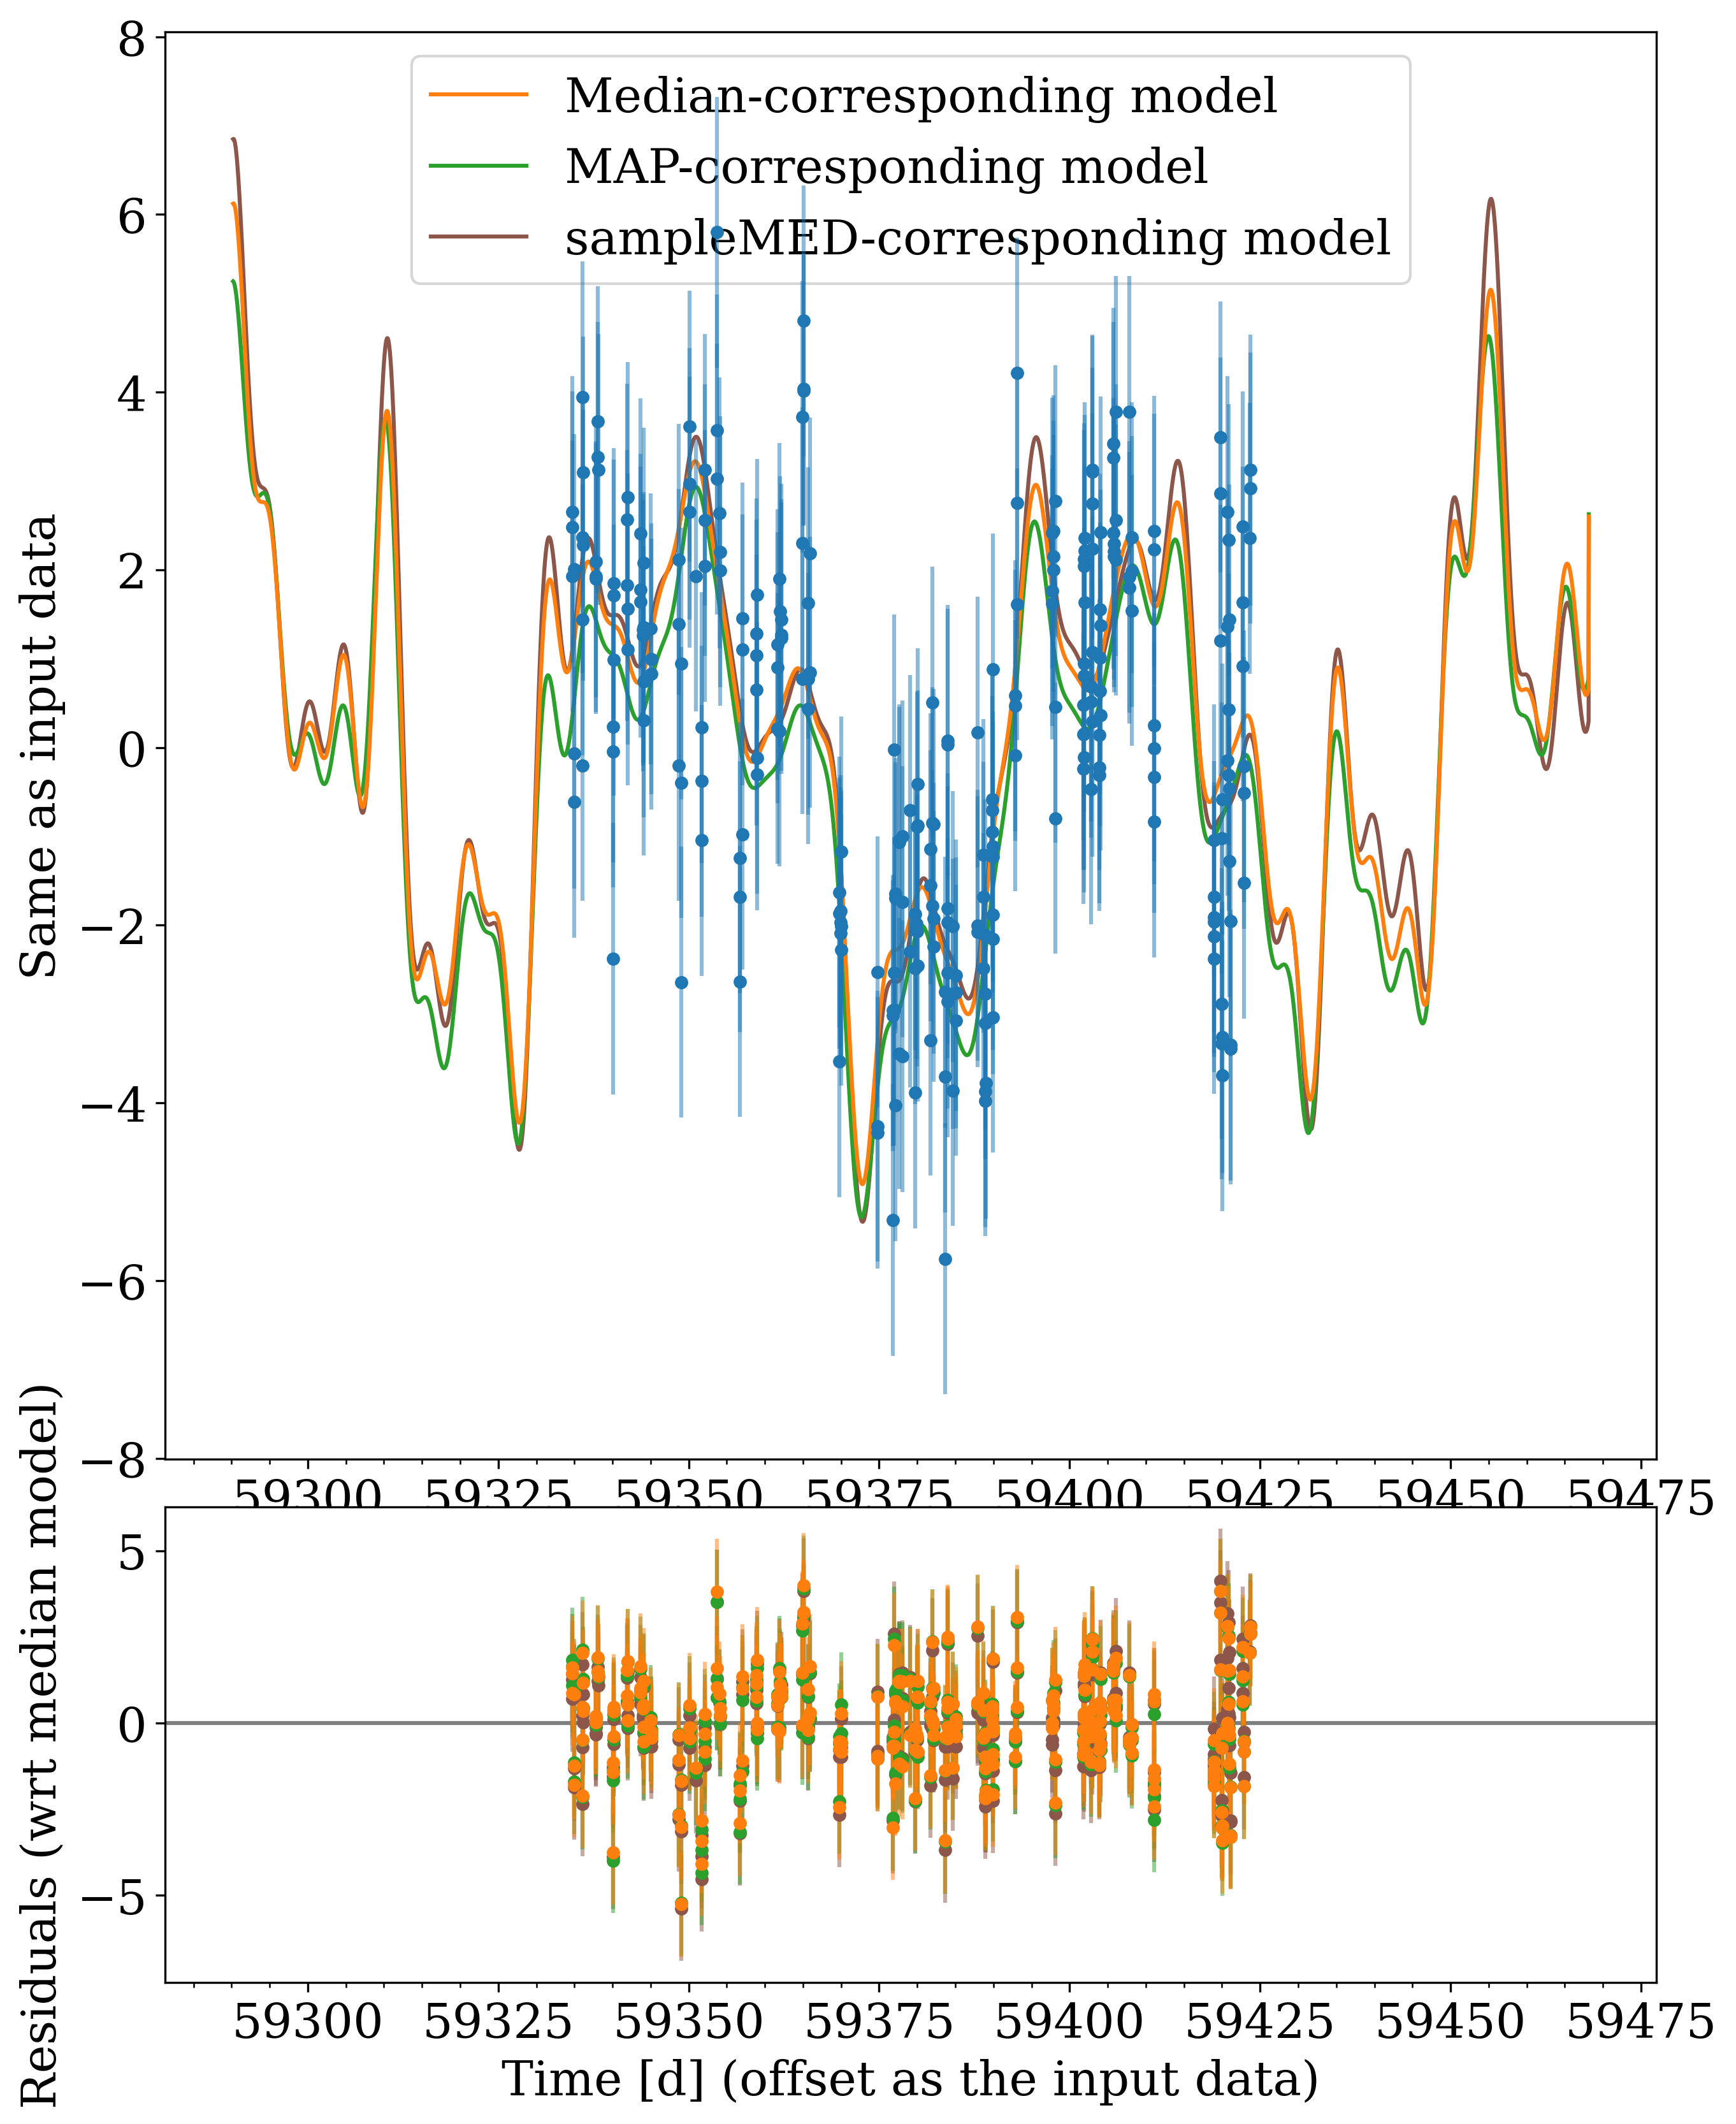 Median-corresponding model
MAP-corresponding model
sampleMED-corresponding model
8
6
4
2
0
−2
−4
−6
−8
Same as input data
59300 59325 59350 59375 59400 59425 59450 59475
5
0
−5
Residuals (wrt median model)
59300 59325 59350 59375 59400 59425 59450 59475
Time [d] (offset as the input data)